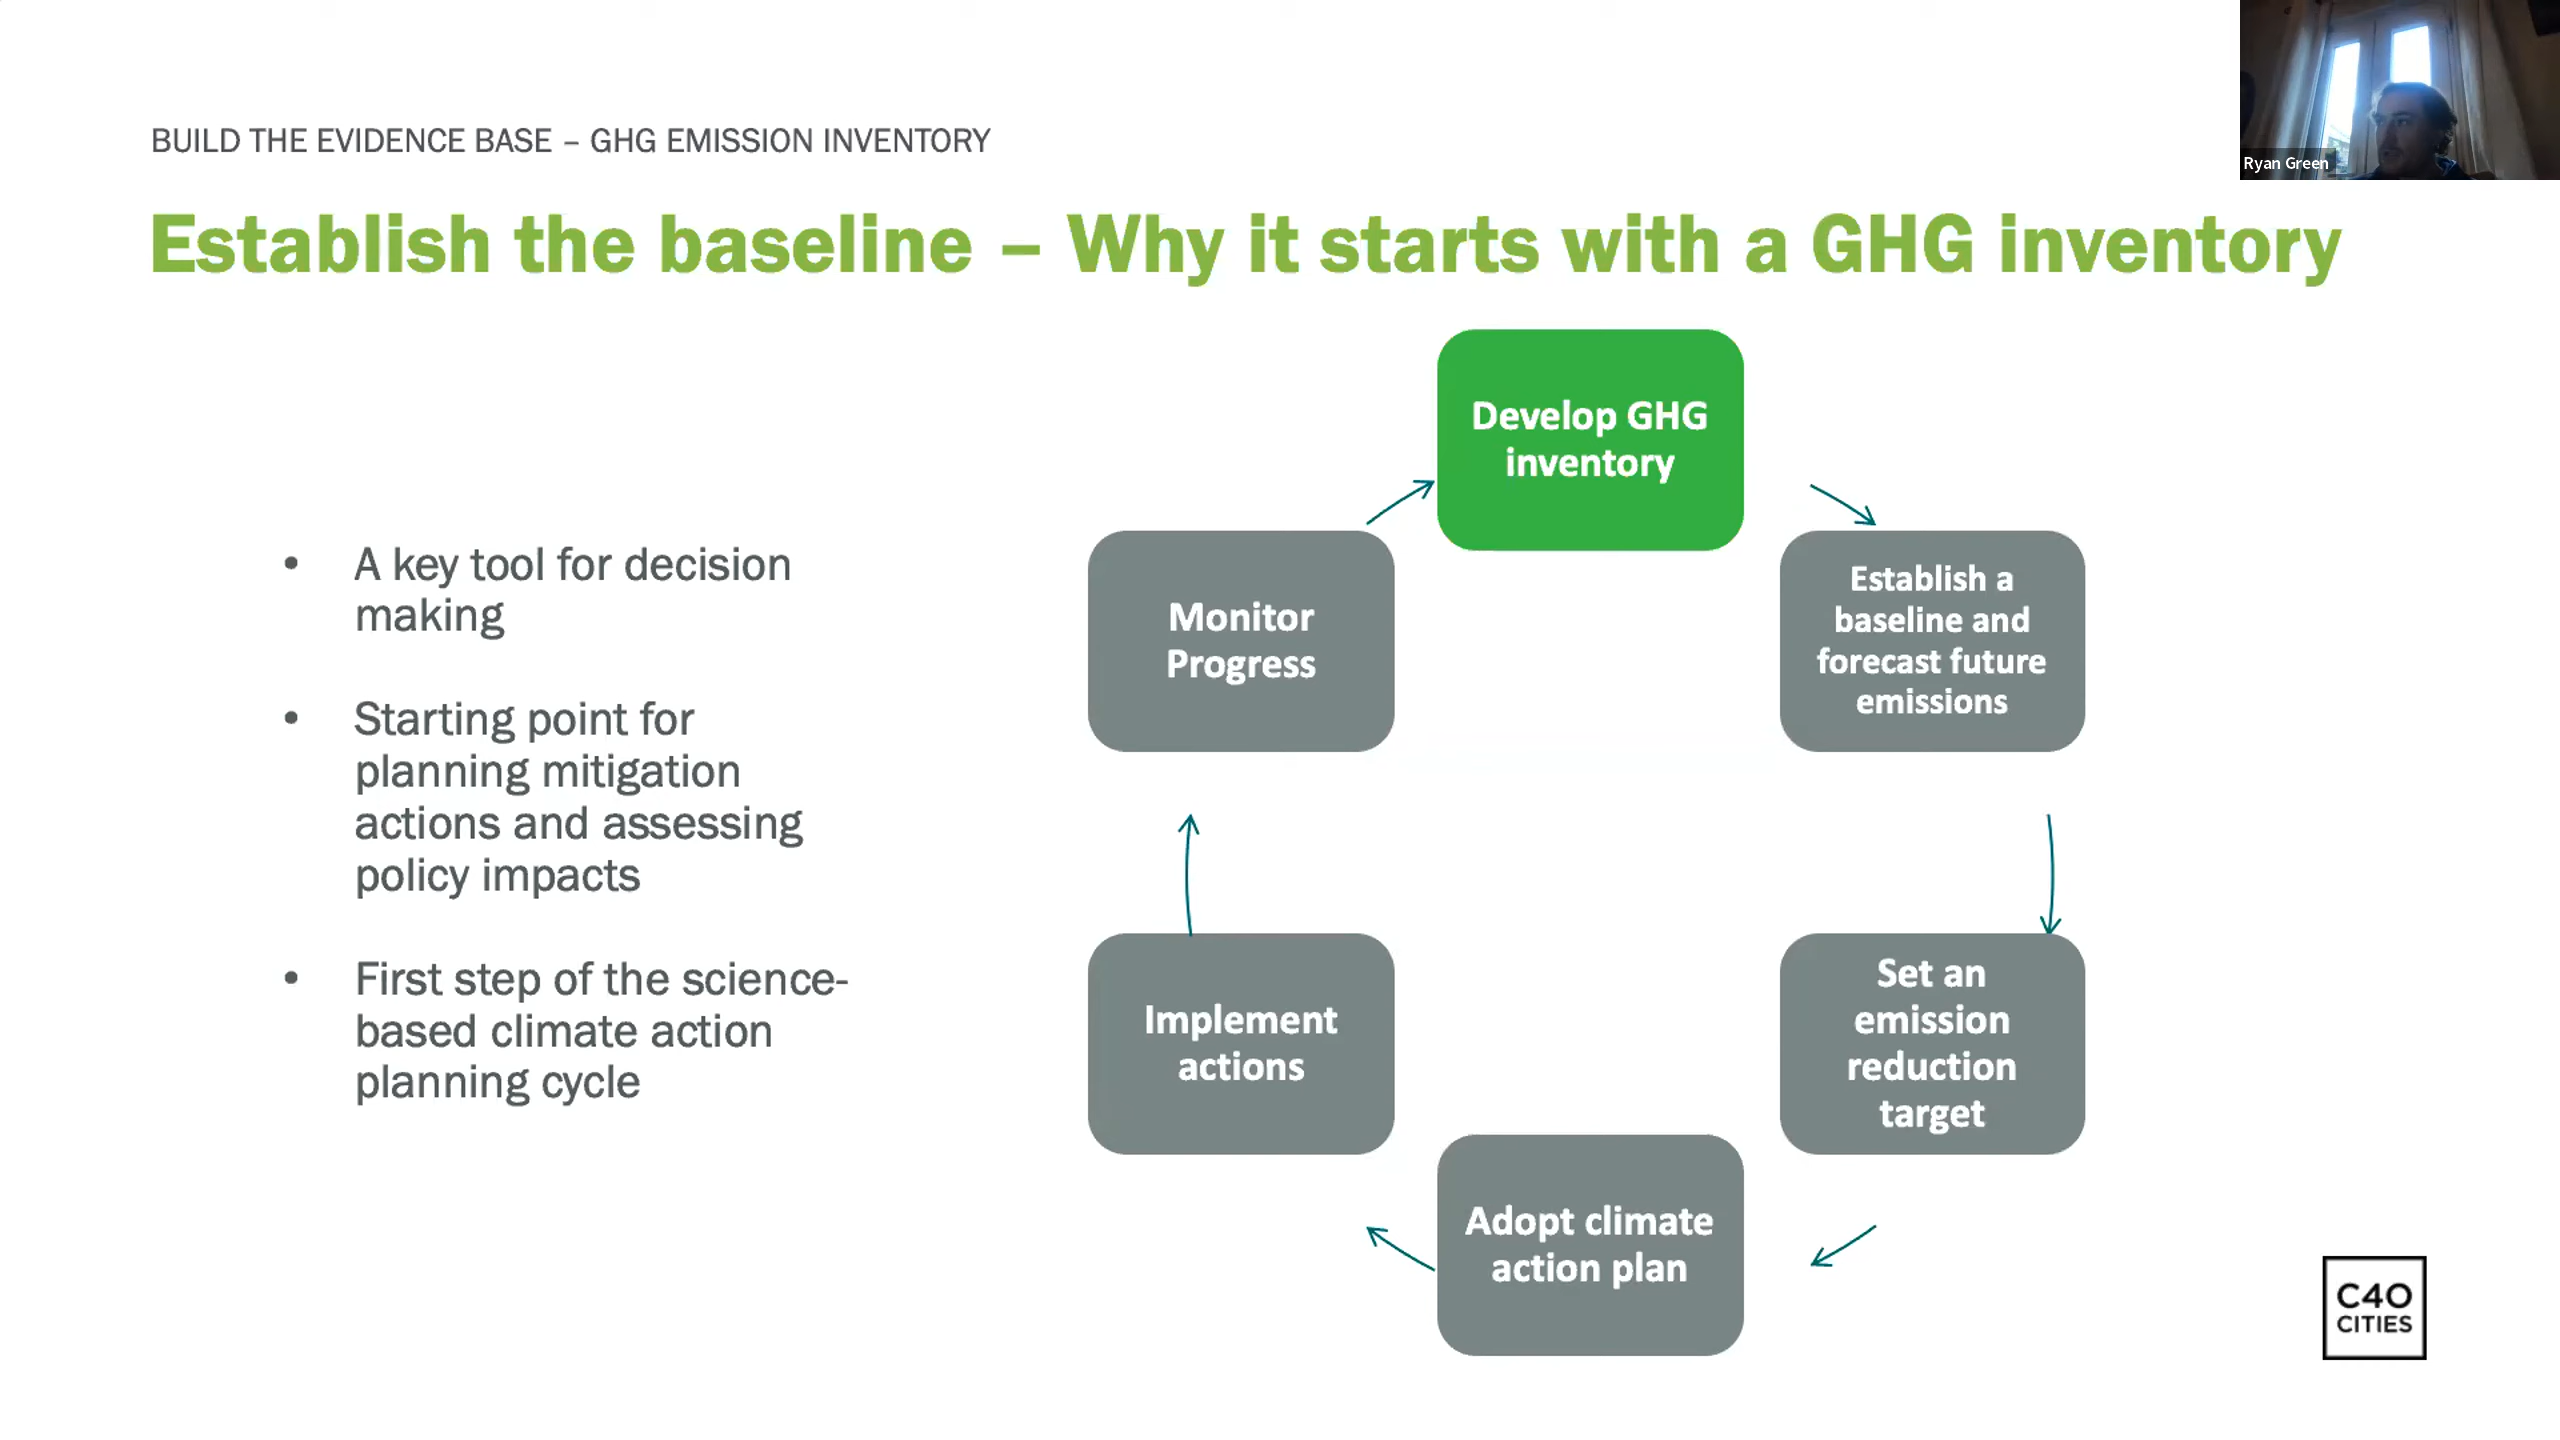 Ryan Green
BUILD THE EVIDENCE BASE – GHG EMISSION INVENTORY
Establish the baseline – Why it starts with a GHG inventory
• A key tool for decision
making
• Starting point for
planning mitigation
actions and assessing
policy impacts
• First step of the science-
based climate action
planning cycle
Develop GHG
inventory
Establish a
baseline and
forecast future
emissions
Set an
emission
reduction
target
Adopt climate
action plan
Implement
actions
Monitor
Progress
C40
CITIES